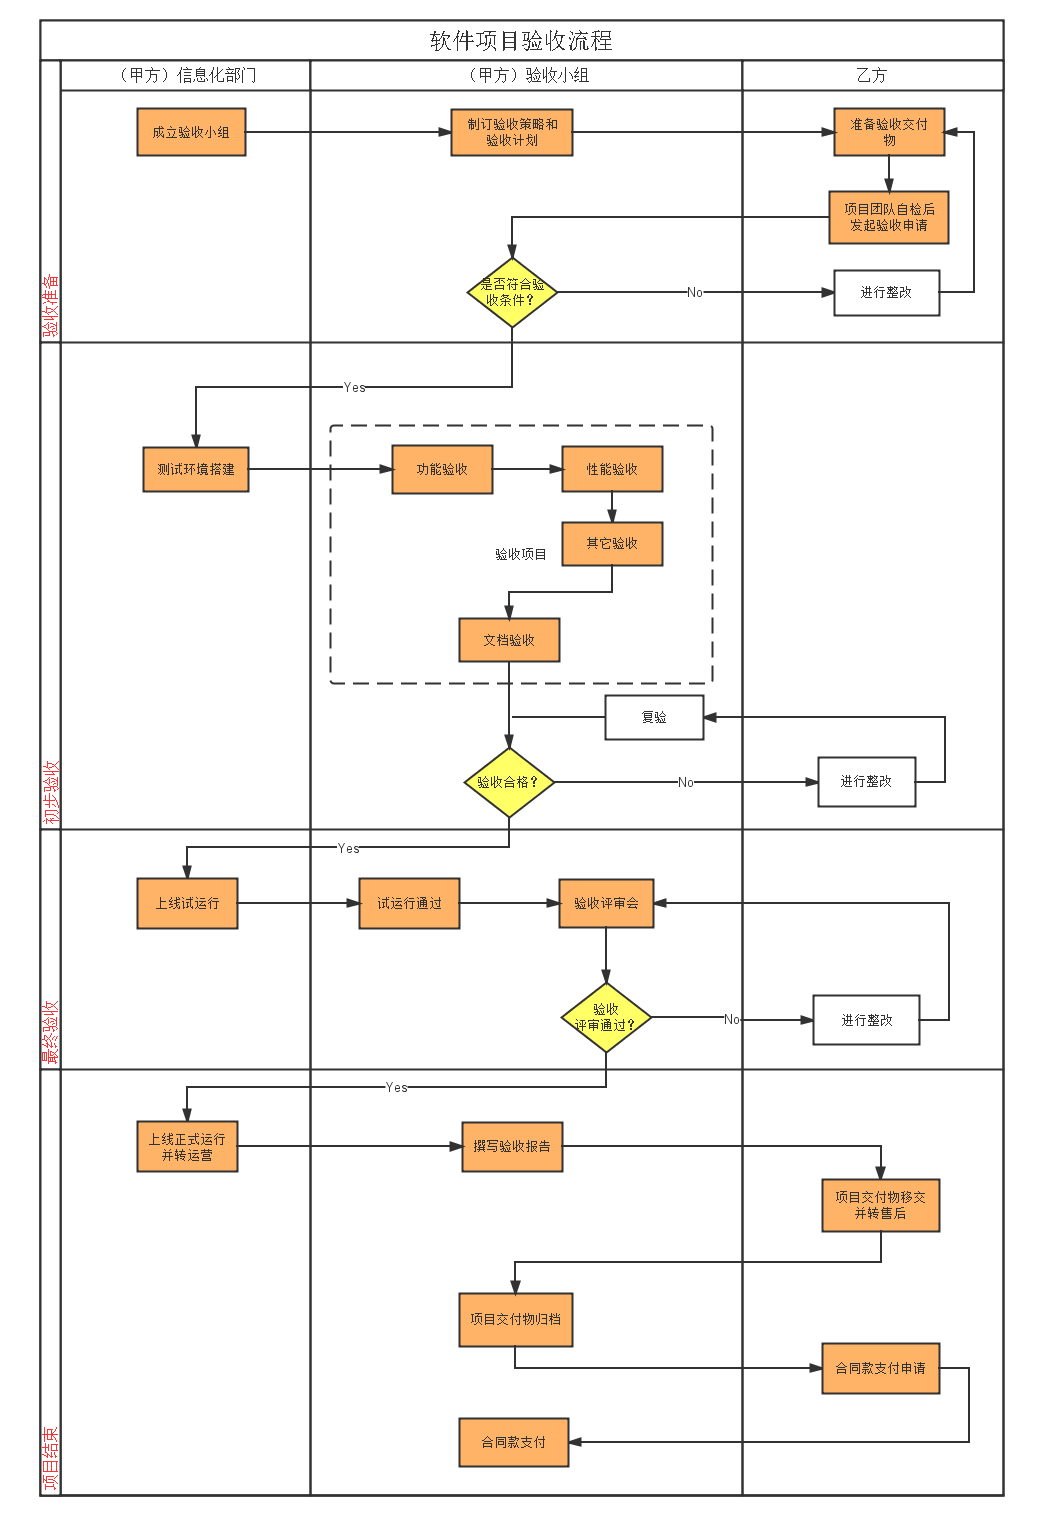 软件项目验收流程
（甲方）信息化部门
（甲方）验收小组
乙方
验收准备
成立验收小组
制订验收策略和
验收计划
准备验收交付
物
项目团队自检后
发起验收申请
是否符合验
收条件？
No
进行整改
Yes
初步验收
测试环境搭建
功能验收
性能验收
其它验收
验收项目
文档验收
复验
验收合格？
No
进行整改
Yes
最终验收
上线试运行
试运行通过
验收评审会
验收
评审通过？
No
进行整改
Yes
项目结束
上线正式运行
并转运营
撰写验收报告
项目交付物移交
并转售后
项目交付物归档
合同款支付申请
合同款支付